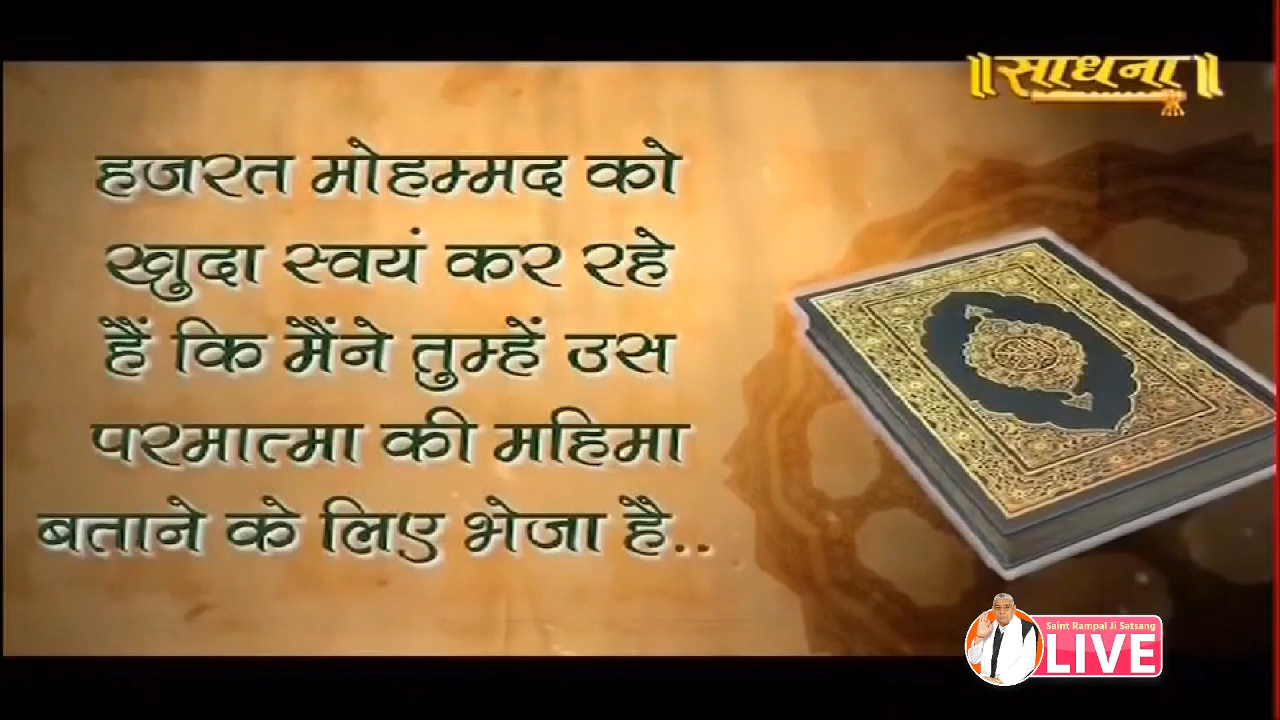 ॥साधना॥
हजरत मोहम्मद को
खुदा स्वयं कर रहे
हैं कि मैंने तुम्हें उस
परमात्मा की महिमा
बताने के लिए भेजा है..
Saint Rampal Ji Satsang
LIVE